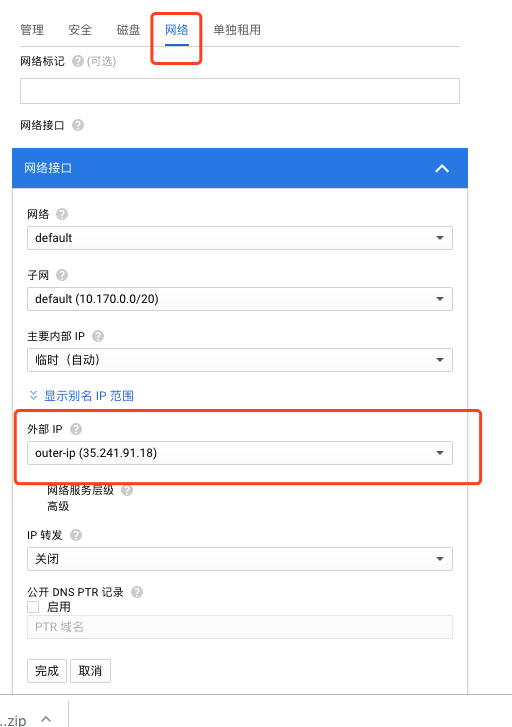 管理 安全 磁盘 网络 单独租用
网络标记 ? (可选)
网络接口 ?
网络接口
网络 ?
default
子网 ?
default (10.170.0.0/20)
主要内部 IP ?
临时（自动）
显示别名 IP 范围
外部 IP ?
outer-ip (35.241.91.18)
网络服务层级 ?
高级
IP 转发 ?
关闭
公开 DNS PTR 记录 ?
启用
PTR 域名
完成 取消
...zip